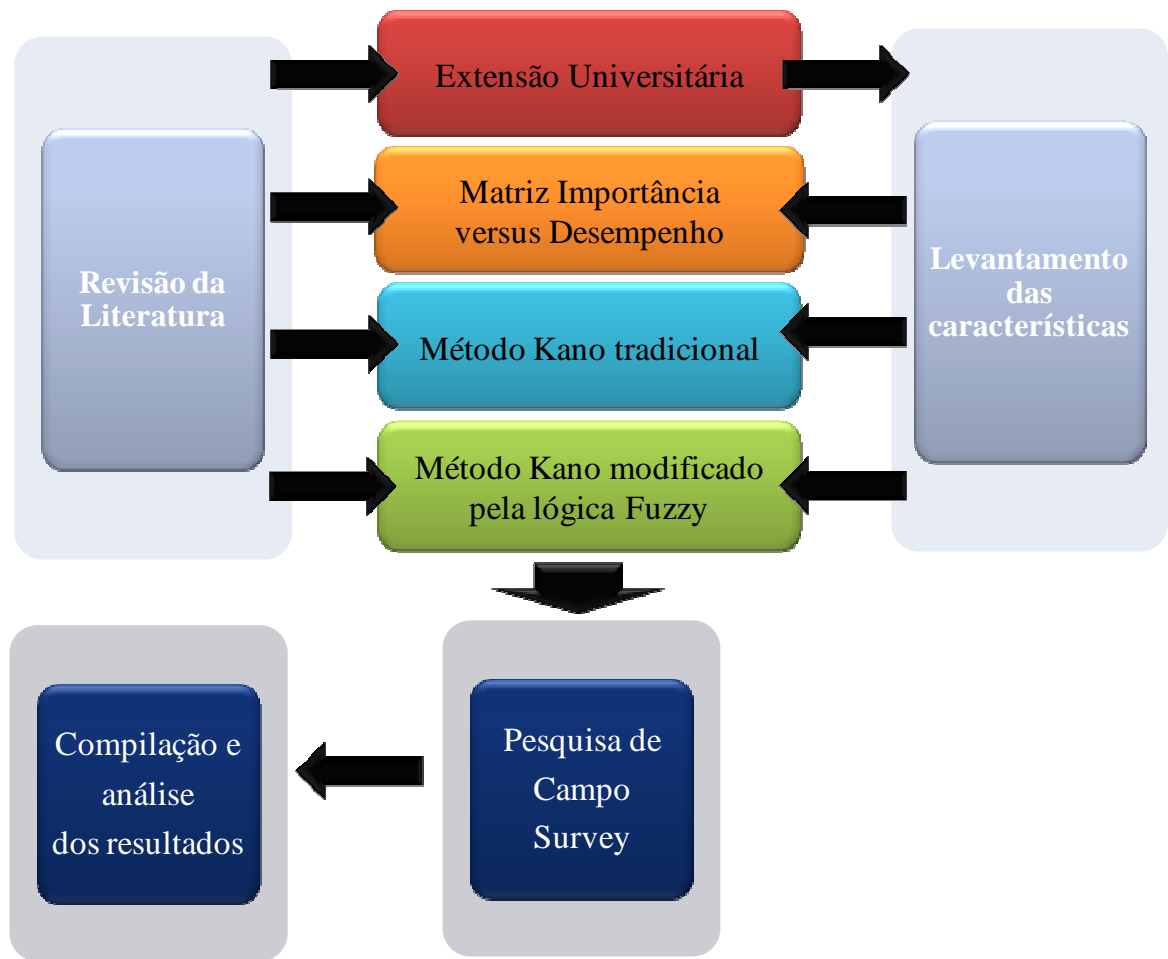 Extensão Universitária
Matriz Importância
versus Desempenho
Revisão da
Literatura
Levantamento
das
características
Método Kano tradicional
Método Kano modificado
pela lógica Fuzzy
Compilação e
análise
dos resultados
Pesquisa de
Campo
Survey